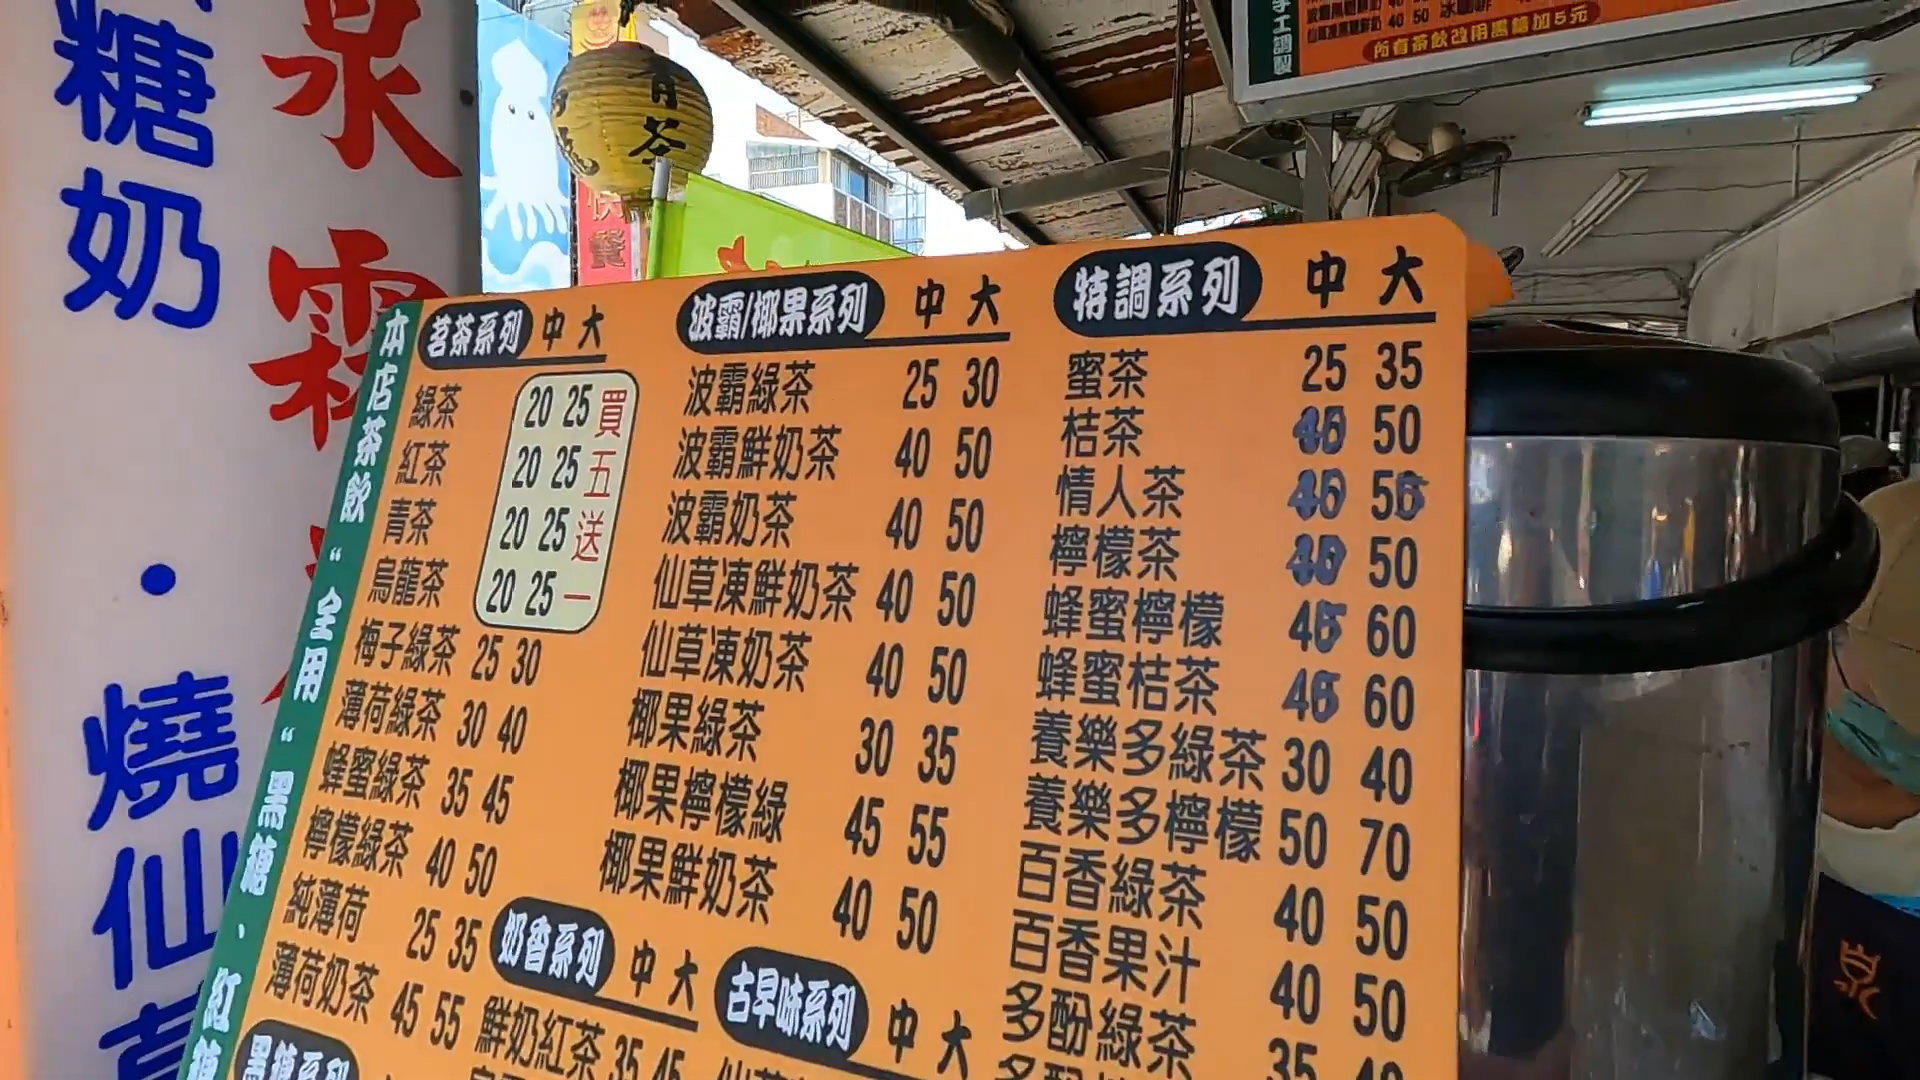 糖奶
·
燒仙草
泉
霜
青茶
快餐
手工調製
所有茶飲改用黑糖加5元
本店茶飲“全用“黑糖·紅糖
茗茶系列 中 大
綠茶 20 25
紅茶 20 25
青茶 20 25
烏龍茶 20 25
買五送一
梅子綠茶 25 30
薄荷綠茶 30 40
蜂蜜綠茶 35 45
檸檬綠茶 40 50
純薄荷 25 35
薄荷奶茶 45 55
黑糖系列
波霸/椰果系列 中 大
波霸綠茶 25 30
波霸鮮奶茶 40 50
波霸奶茶 40 50
仙草凍鮮奶茶 40 50
仙草凍奶茶 40 50
椰果綠茶 30 35
椰果檸檬綠 45 55
椰果鮮奶茶 40 50
奶香系列 中 大
鮮奶紅茶 35 45
古早味系列 中 大
特調系列 中 大
蜜茶 25 35
桔茶 50
情人茶
檸檬茶 50
蜂蜜檸檬 45 60
蜂蜜桔茶 45 60
養樂多綠茶 30 40
養樂多檸檬 50 70
百香綠茶 40 50
百香果汁 40 50
多酚綠茶 35 40
泉